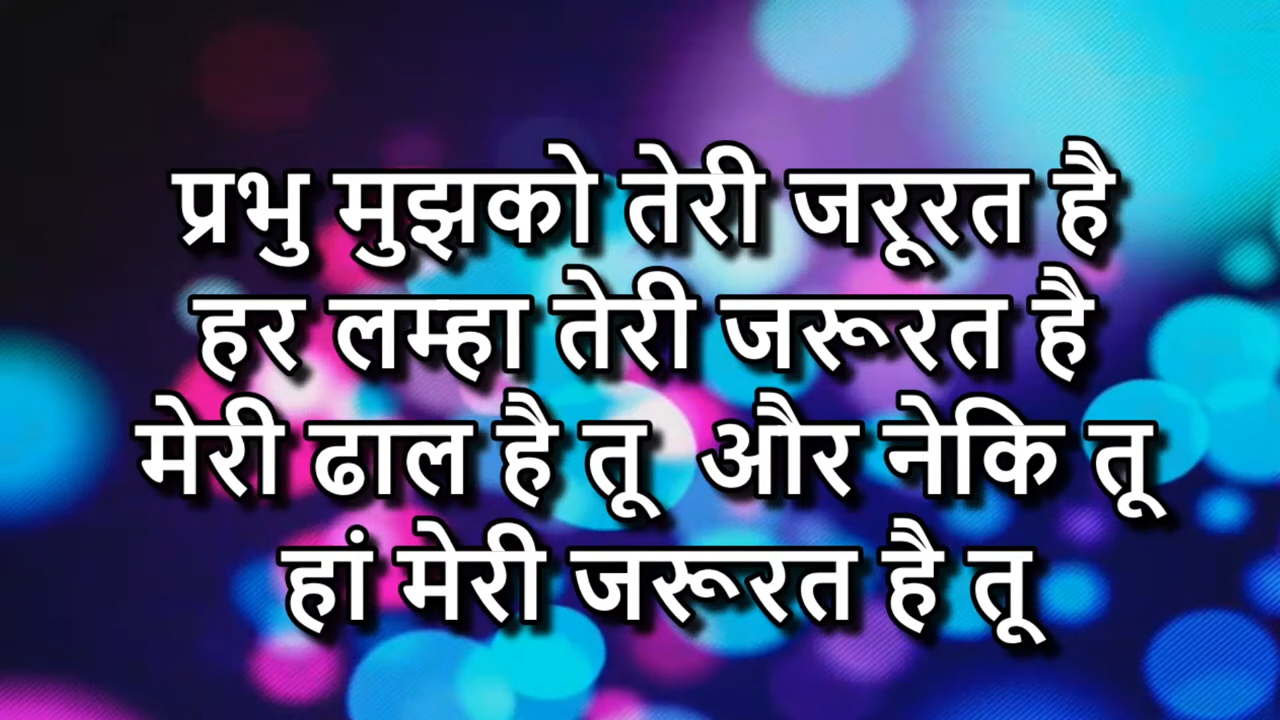 प्रभु मुझको तेरी जरुरत है
हर लम्हा तेरी जरूरत है
मेरी ढाल है तू और नेकि तू
हां मेरी जरूरत है तू